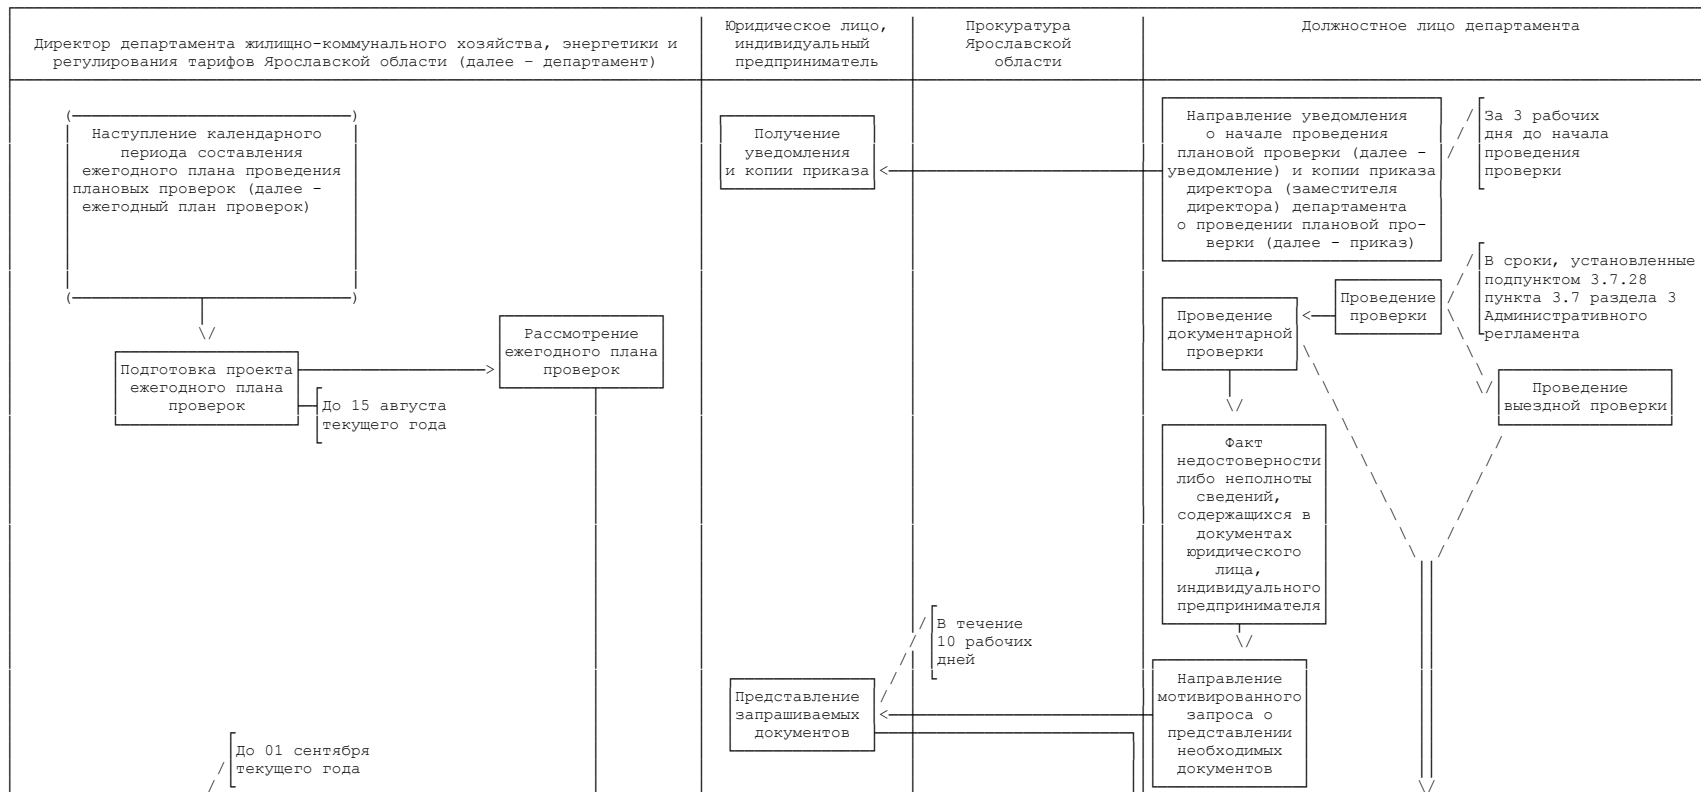 Директор департамента жилищно-коммунального хозяйства, энергетики и
регулирования тарифов Ярославской области (далее - департамент)
Юридическое лицо,
индивидуальный
предприниматель
Прокуратура
Ярославской
области
Должностное лицо департамента
Наступление календарного
периода составления
ежегодного плана проведения
плановых проверок (далее -
ежегодный план проверок)
Получение
уведомления
и копии приказа
Направление уведомления
о начале проведения
плановой проверки (далее -
уведомление) и копии приказа
директора (заместителя
директора) департамента
о проведении плановой про-
верки (далее - приказ)
За 3 рабочих
дня до начала
проведения
проверки
В сроки, установленные
подпунктом 3.7.28
пункта 3.7 раздела 3
Административного
регламента
Проведение
проверки
Проведение
документарной
проверки
Рассмотрение
ежегодного плана
проверок
Подготовка проекта
ежегодного плана
проверок
До 15 августа
текущего года
Проведение
выездной проверки
Факт
недостоверности
либо неполноты
сведений,
содержащихся в
документах
юридического
лица,
индивидуального
предпринимателя
В течение
10 рабочих
дней
Представление
запрашиваемых
документов
Направление
мотивированного
запроса о
представлении
необходимых
документов
До 01 сентября
текущего года